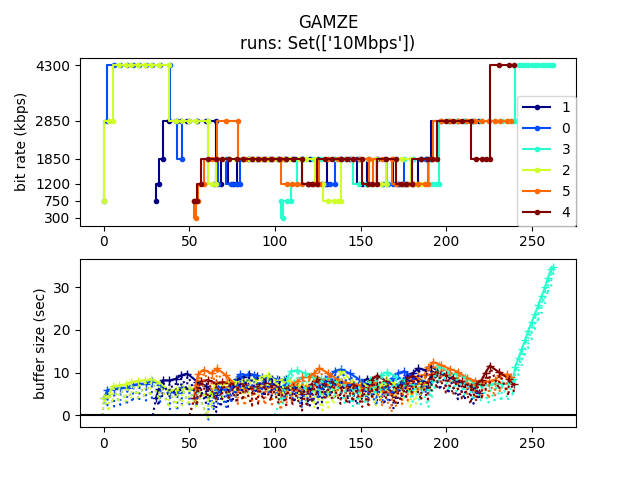 GAMZE
runs: Set(['10Mbps'])
bit rate (kbps)
4300
2850
1850
1200
750
300
1
0
3
2
5
4
0 50 100 150 200 250
buffer size (sec)
30
20
10
0
0 50 100 150 200 250